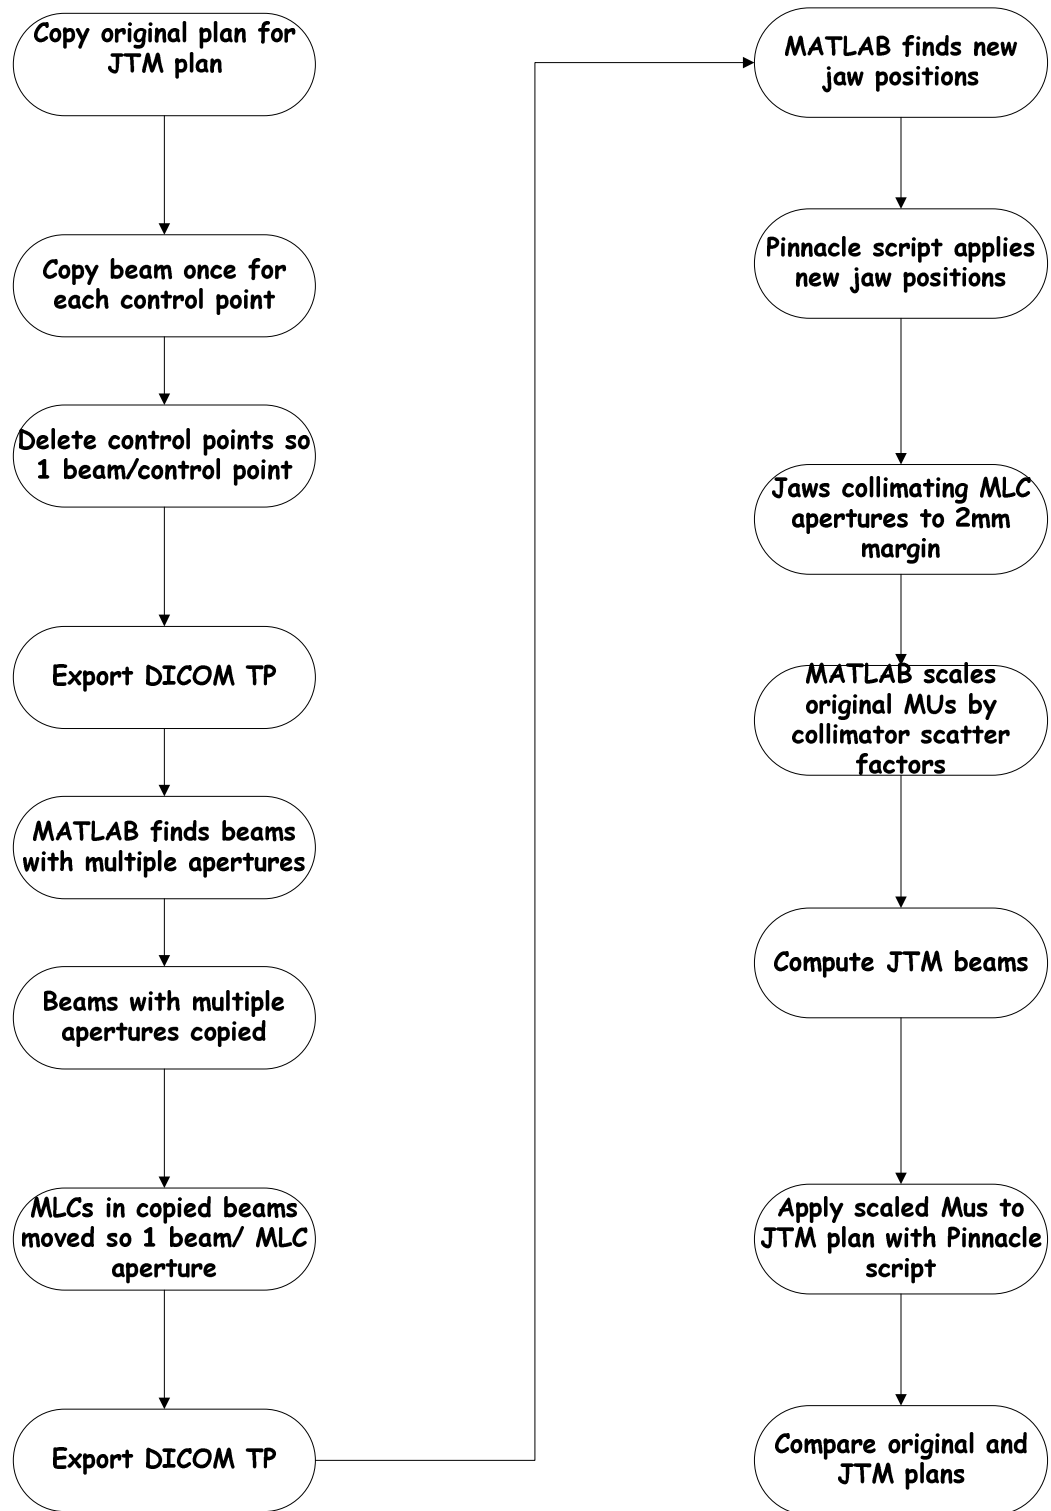 Copy original plan for
JTM plan
Copy beam once for
each control point
Delete control points so
1 beam/control point
Export DICOM TP
MATLAB finds beams
with multiple apertures
Beams with multiple
apertures copied
MLCs in copied beams
moved so 1 beam/ MLC
aperture
Export DICOM TP
MATLAB finds new
jaw positions
Pinnacle script applies
new jaw positions
Jaws collimating MLC
apertures to 2mm
margin
MATLAB scales
original MUs by
collimator scatter
factors
Compute JTM beams
Apply scaled Mus to
JTM plan with Pinnacle
script
Compare original and
JTM plans